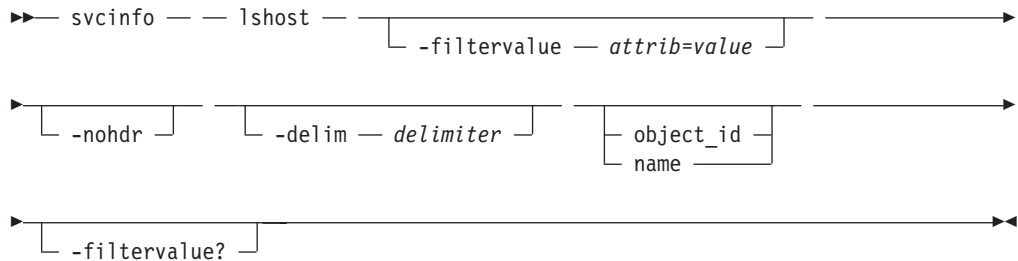 svcinfo lshost
-filtervalue attrib=value
-nohdr -delim delimiter object_id
name
-filtervalue?